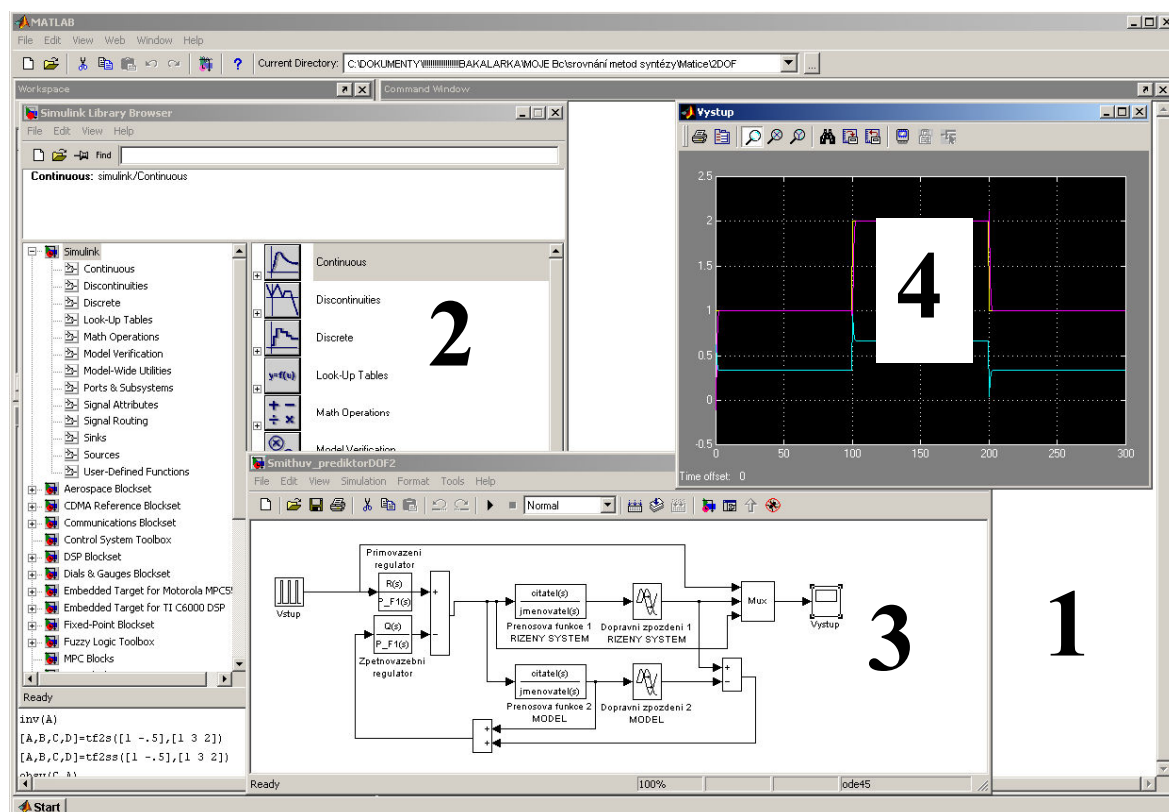 MATLAB
File Edit View Web Window Help
Current Directory: C:\DOKUMENTY\!!!!!!!!!!!!!!!!BAKALARKA\MOJE Bc\srovnání metod syntézy\Matice\2DOF
Workspace
Command Window
Simulink Library Browser
File Edit View Help
Find
Continuous: simulink/Continuous
Simulink
Continuous
Discontinuities
Discrete
Look-Up Tables
Math Operations
Model Verification
Model-Wide Utilities
Ports & Subsystems
Signal Attributes
Signal Routing
Sinks
Sources
User-Defined Functions
Aerospace Blockset
CDMA Reference Blockset
Communications Blockset
Control System Toolbox
DSP Blockset
Dials & Gauges Blockset
Embedded Target for Motorola MPC5
Embedded Target for TI C6000 DSP
Fixed-Point Blockset
Fuzzy Logic Toolbox
MPC Blocks
Ready
Continuous
Discontinuities
Discrete
y=f(u) Look-Up Tables
Math Operations
Model Verification
2
inv(A)
[A,B,C,D]=tf2s([1 -.5],[1 3 2])
[A,B,C,D]=tf2ss([1 -.5],[1 3 2])
obsv(C,A)
Start
Vystup
2.5
2
1.5
1
0.5
0
-0.5
0 50 100 150 200 250 300
Time offset: 0
4
Smithuv_prediktorDOF2
File Edit View Simulation Format Tools Help
Normal
Primovazeni
regulator
R(s)
P_F1(s)
Vstup
Q(s)
P_F1(s)
Zpetnovazebni
regulator
citatel(s)
jmenovatel(s)
Prenosova funkce 1
RIZENY SYSTEM
Dopravni zpozdeni 1
RIZENY SYSTEM
Mux
Vystup
citatel(s)
jmenovatel(s)
Prenosova funkce 2
MODEL
Dopravni zpozdeni 2
MODEL
3
Ready 100% ode45
1